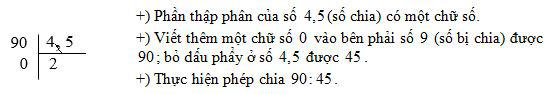 90 4,5
0 2
+) Phần thập phân của số 4,5 (số chia) có một chữ số.
+) Viết thêm một chữ số 0 vào bên phải số 9 (số bị chia) được
90; bỏ dấu phẩy ở số 4,5 được 45.
+) Thực hiện phép chia 90: 45.